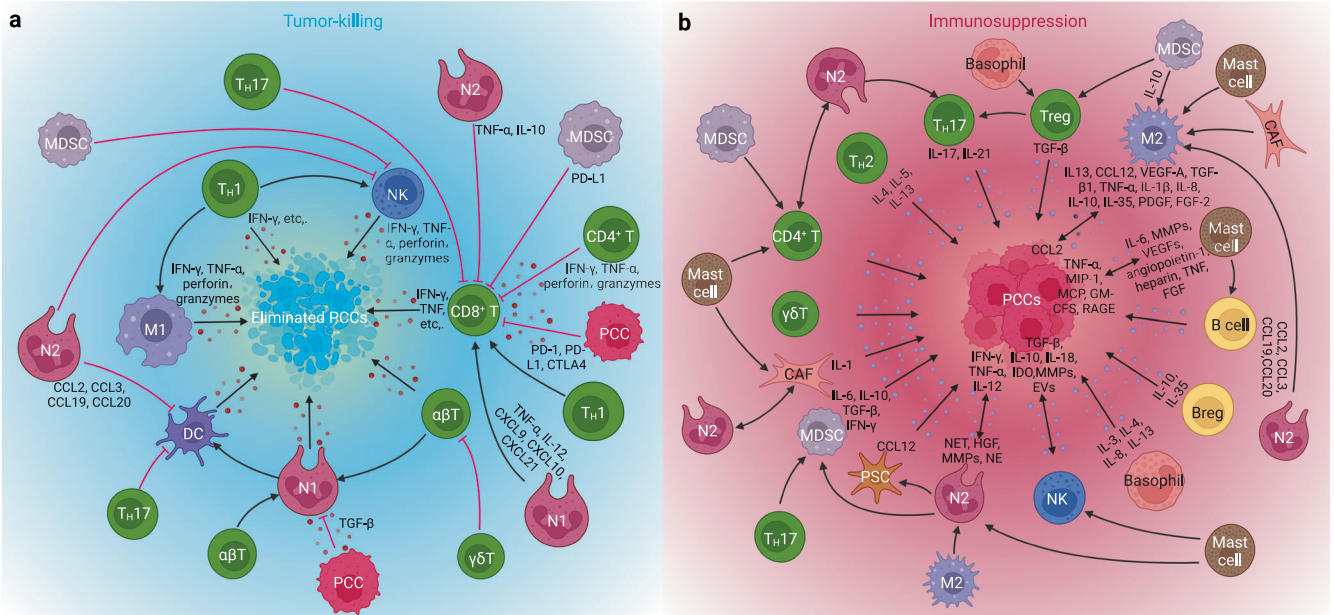 a
Tumor-killing
TH17
N2
TNF-α, IL-10
MDSC
MDSC
PD-L1
TH1
NK
IFN-γ, etc,.
IFN-γ, TNF-
α, perforin,
granzymes
CD4+ T
IFN-γ, TNF-α,
perforin, granzymes
IFN-γ, TNF-α,
perforin,
granzymes
M1
Eliminated PCCs
IFN-γ,
TNF,
etc,.
CD8+ T
PCC
PD-1, PD-
L1, CTLA4
N2
CCL2, CCL3,
CCL19, CCL20
DC
αβT
TH1
TNF-α, IL-12,
CXCL9, CXCL10,
CXCL21
N1
N1
TH17
αβT
TGF-β
PCC
γδT
b
Immunosuppression
N2
Basophil
MDSC
IL-10
Mast
cell
MDSC
TH17
IL-17, IL-21
Treg
TGF-β
M2
CAF
TH2
IL4, IL-5,
IL-13
IL13, CCL12, VEGF-A, TGF-
β1, TNF-α, IL-1β, IL-8,
IL-10, IL-35, PDGF, FGF-2
CD4+ T
CCL2
Mast
cell
IL-6, MMPs,
VEGFs,
angiopoietin-1,
heparin, TNF,
FGF
Mast
cell
PCCs
TNF-α,
MIP-1,
MCP, GM-
CFS, RAGE
γδT
B cell
TGF-β,
IL-10, IL-18,
IDO,MMPs,
EVs
IFN-γ,
TNF-α,
IL-12
CCL2, CCL3,
CCL19,CCL20
CAF
IL-1
IL-6, IL-10,
TGF-β,
IFN-γ
IL-10,
IL-35
Breg
N2
MDSC
CCL12
NET, HGF,
MMPs, NE
IL-3, IL-4,
IL-8, IL-13
N2
PSC
N2
NK
Basophil
TH17
M2
Mast
cell